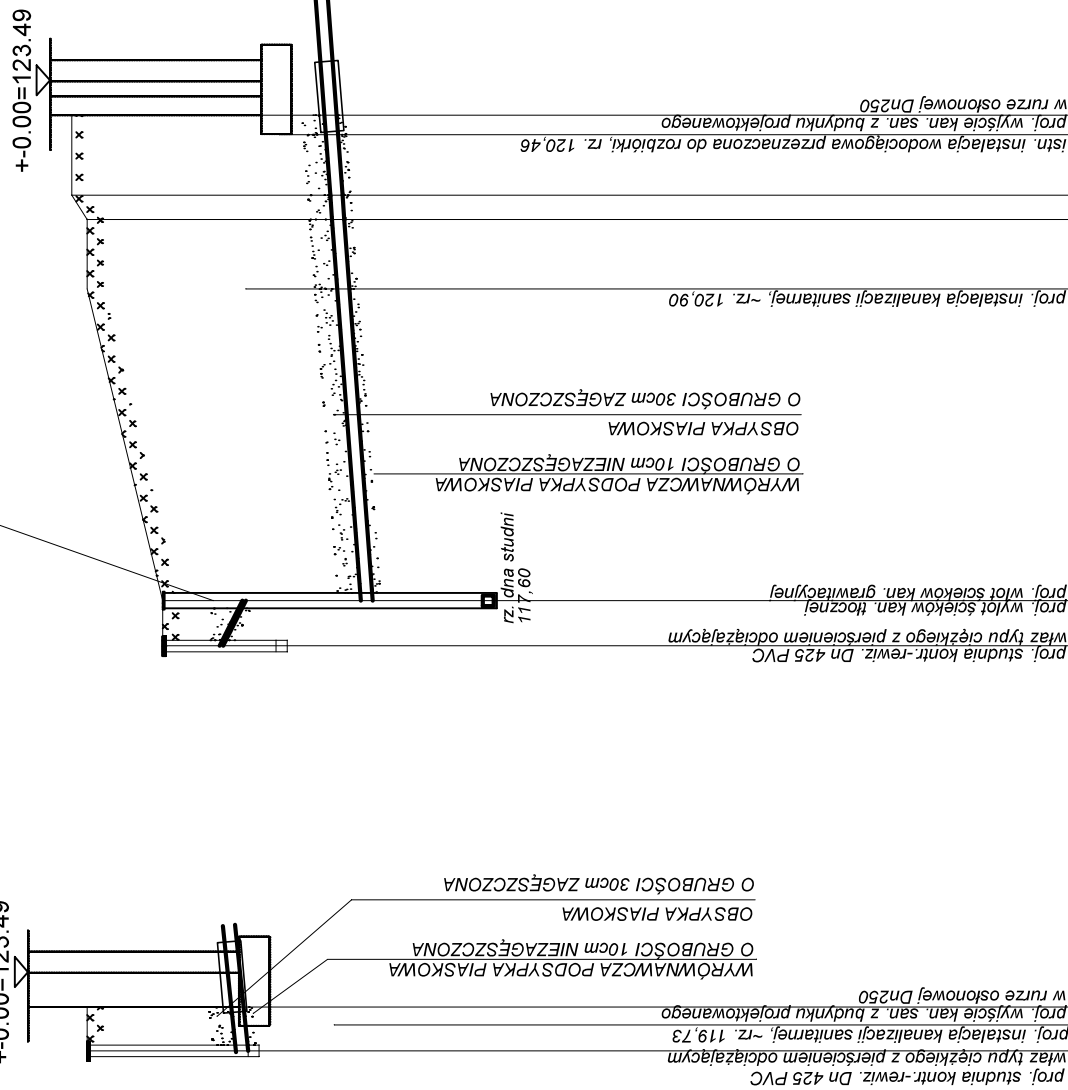 +-0.00=123.49
w rurze osłonowej Dn250
proj. wyjście kan. san. z budynku projektowanego
istn. instalacja wodociągowa przeznaczona do rozbiórki, rz. 120,46
proj. instalacja kanalizacji sanitarnej, ~rz. 120,90
OBSYPKA PIASKOWA
O GRUBOŚCI 30cm ZAGĘSZCZONA
WYRÓWNAWCZA PODSYPKA PIASKOWA
O GRUBOŚCI 10cm NIEZAGĘSZCZONA
rz. dna studni
117,60
proj. wylot ścieków kan. tłocznej
proj. wlot ścieków kan. grawitacyjnej
proj. studnia kontr.-rewiz. Dn 425 PVC
właz typu ciężkiego z pierścieniem odciążającym
+-0.00=123.49
OBSYPKA PIASKOWA
O GRUBOŚCI 30cm ZAGĘSZCZONA
WYRÓWNAWCZA PODSYPKA PIASKOWA
O GRUBOŚCI 10cm NIEZAGĘSZCZONA
proj. wyjście kan. san. z budynku projektowanego
w rurze osłonowej Dn250
proj. instalacja kanalizacji sanitarnej, ~rz. 119,73
proj. studnia kontr.-rewiz. Dn 425 PVC
właz typu ciężkiego z pierścieniem odciążającym